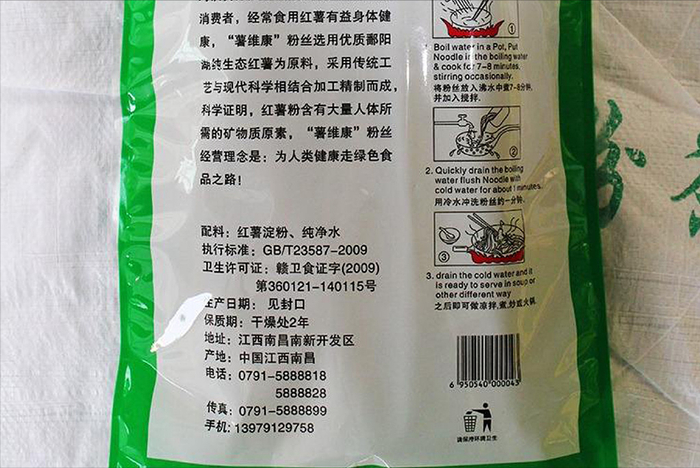 消费者，经常食用红薯有益身体健
康，“薯维康”粉丝选用优质鄱阳
湖纯生态红薯为原料，采用传统工
艺与现代科学相结合加工精制而成，
科学证明，红薯粉含有大量人体所
需的矿物质原素，“薯维康”粉丝
经营理念是：为人类健康走绿色食
品之路！
配料：红薯淀粉、纯净水
执行标准：GB/T23587-2009
卫生许可证：赣卫食证字(2009)
第360121-140115号
生产日期：见封口
保质期：干燥处2年
地址：江西南昌南新开发区
产地：中国江西南昌
电话：0791-5888818
5888828
传真：0791-5888899
手机：13979129758
①
1. Boil water in a Pot, Put
Noodle in the boiling water
& cook for 7-8 minutes,
stirring occasionally.
将粉丝放入沸水中煮7-8分钟,
并加入搅拌.
②
2. Quickly drain the boiling
water flush Noodle with
cold water for about 1minutes.
用冷水冲洗粉丝约一分钟.
③
3. drain the cold water and it
is ready to serve in soup or
other different way
之后即可做凉拌,煮,炒或火锅.
6 950540 000043
请保持环境卫生